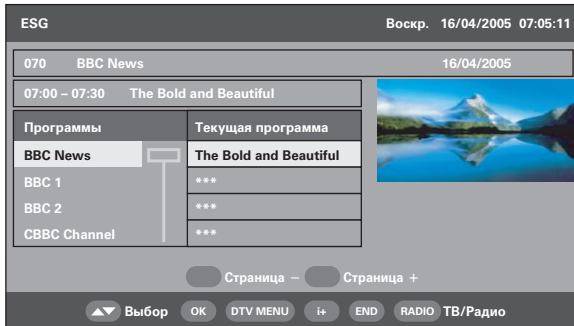 ESG Воскр. 16/04/2005 07:05:11
070 BBC News 16/04/2005
07:00 – 07:30 The Bold and Beautiful
Программы Текущая программа
BBC News The Bold and Beautiful
BBC 1 ***
BBC 2 ***
CBBC Channel ***
Страница – Страница +
Выбор OK DTV MENU i+ END RADIO ТВ/Радио